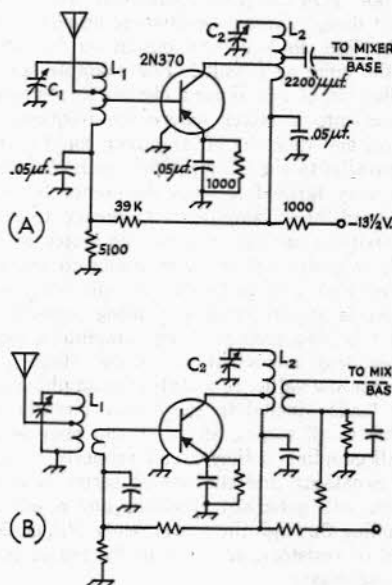 L1
C1
2N370
C2
L2
TO MIXER
BASE
2200μμf.
.05μf.
.05μf.
1000
.05μf.
39K
1000
-13½V.
5100
(A)
L1
C2
L2
TO MIX
BAS
(B)